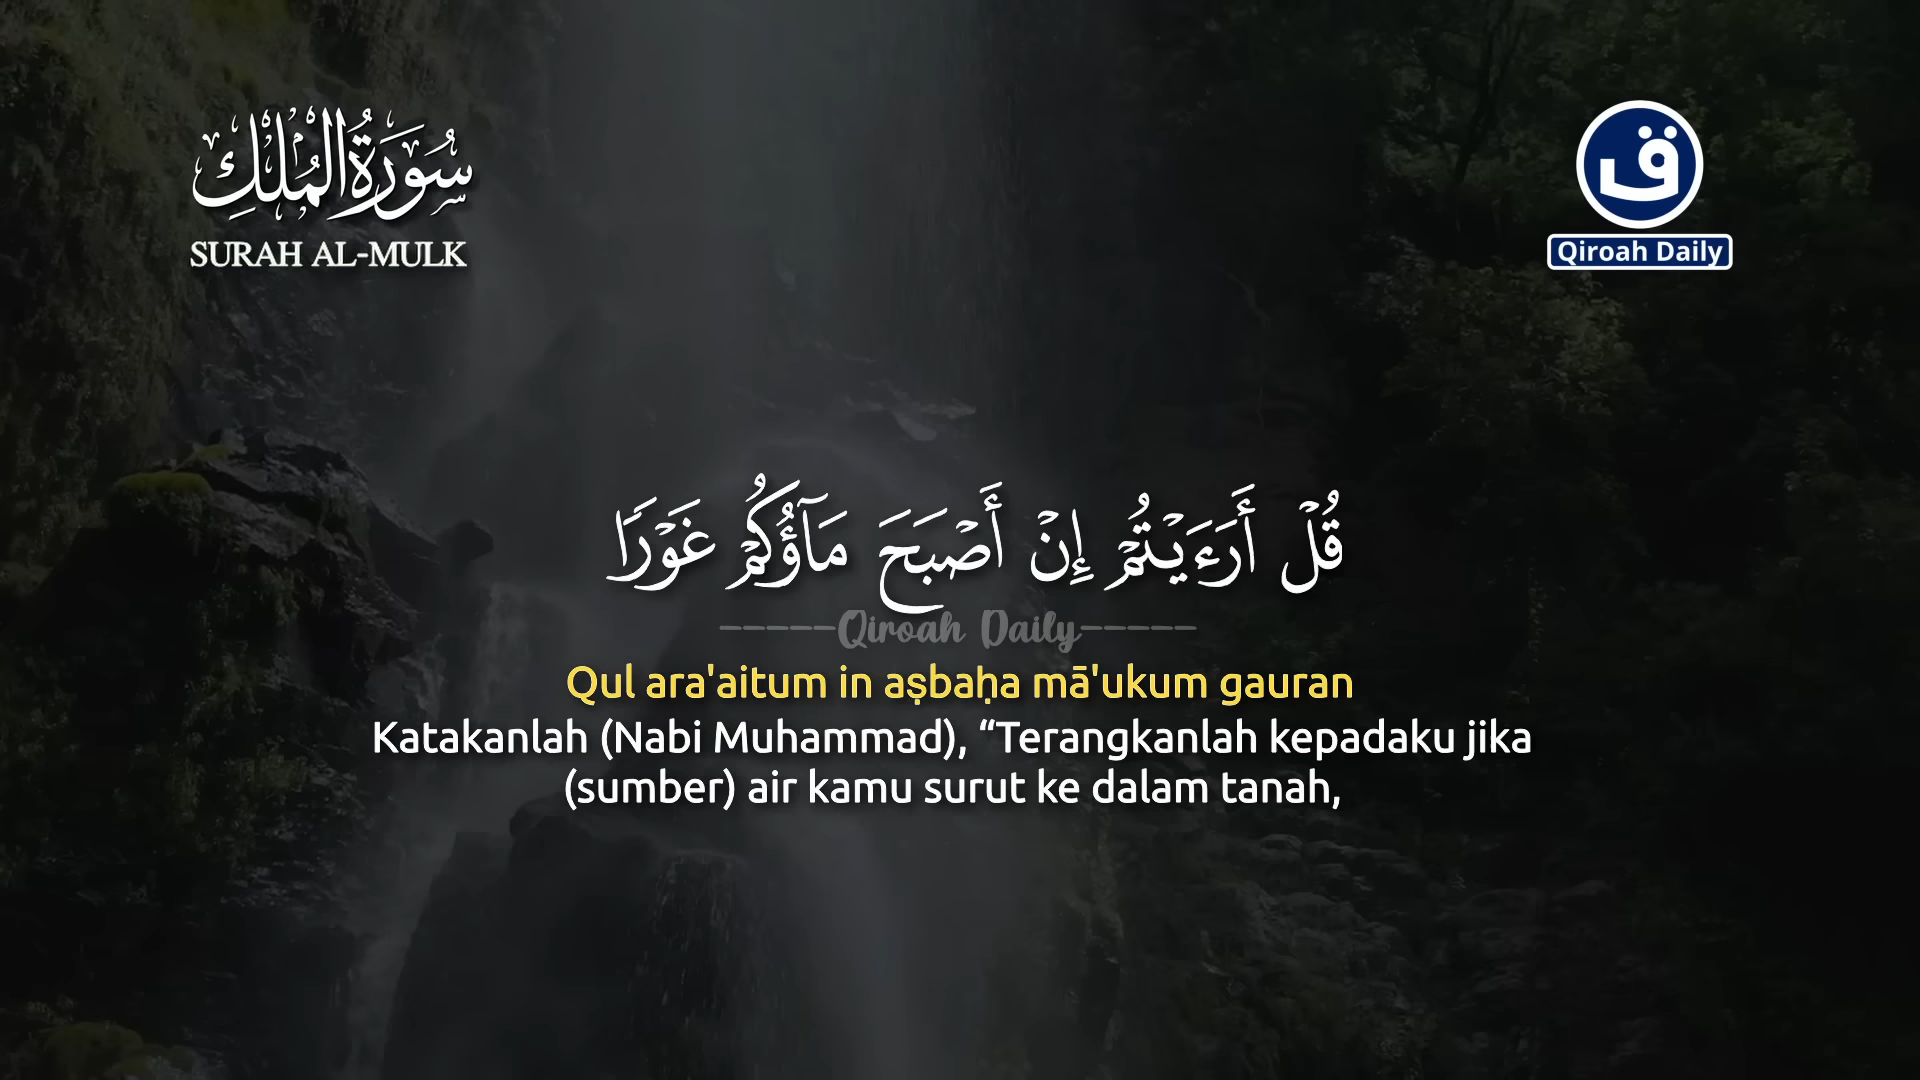 سُورَةُ الْمُلْكِ
SURAH AL-MULK
ق
Qiroah Daily
قُلْ أَرَءَيْتُمْ إِنْ أَصْبَحَ مَآؤُكُمْ غَوْرًا
-----Qiroah Daily-----
Qul ara'aitum in aṣbaḥa mā'ukum gauran
Katakanlah (Nabi Muhammad), “Terangkanlah kepadaku jika
(sumber) air kamu surut ke dalam tanah,